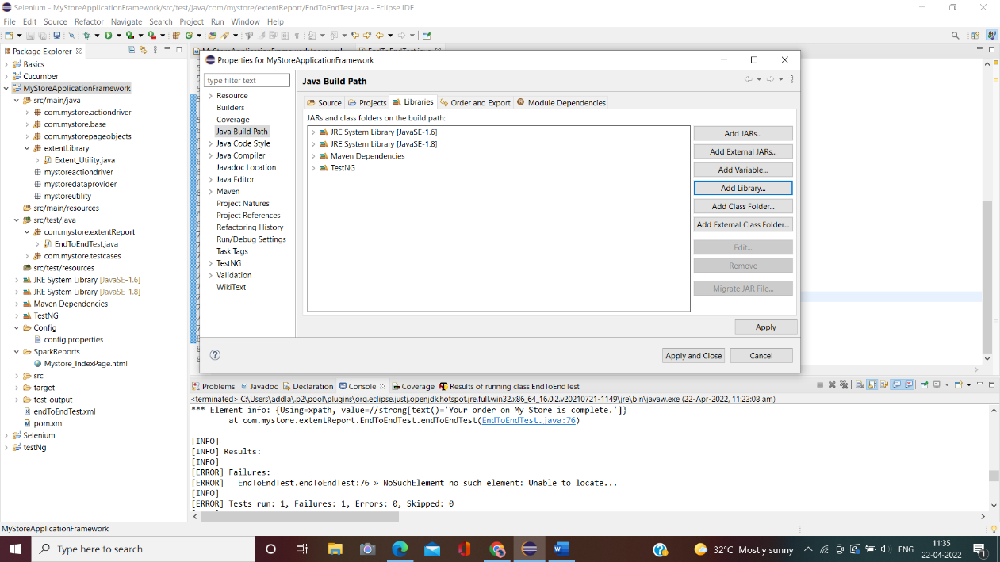 Selenium - MyStoreApplicationFramework/src/test/java/com/mystore/extentReport/EndToEndTest.java - Eclipse IDE
File Edit Source Refactor Navigate Search Project Run Window Help
Package Explorer
Basics
Cucumber
MyStoreApplicationFramework
src/main/java
com.mystore.actiondriver
com.mystore.base
com.mystorepageobjects
extentLibrary
Extent_Utility.java
mystoreactiondriver
mystoredataprovider
mystoreutility
src/main/resources
src/test/java
com.mystore.extentReport
EndToEndTest.java
com.mystore.testcases
src/test/resources
JRE System Library [JavaSE-1.6]
JRE System Library [JavaSE-1.8]
Maven Dependencies
TestNG
Config
config.properties
SparkReports
Mystore_IndexPage.html
src
target
test-output
endToEndTest.xml
pom.xml
Selenium
testNg
Properties for MyStoreApplicationFramework
type filter text
Resource
Builders
Coverage
Java Build Path
Java Code Style
Java Compiler
Javadoc Location
Java Editor
Maven
Project Natures
Project References
Refactoring History
Run/Debug Settings
Task Tags
TestNG
Validation
WikiText
Java Build Path
Source Projects Libraries Order and Export Module Dependencies
JARs and class folders on the build path:
JRE System Library [JavaSE-1.6]
JRE System Library [JavaSE-1.8]
Maven Dependencies
TestNG
Add JARs...
Add External JARs...
Add Variable...
Add Library...
Add Class Folder...
Add External Class Folder...
Edit...
Remove
Migrate JAR File...
Apply
Apply and Close Cancel
Problems Javadoc Declaration Console Coverage Results of running class EndToEndTest
<terminated> C:\Users\addla\.p2\pool\plugins\org.eclipse.justj.openjdk.hotspot.jre.full.win32.x86_64_16.0.2.v20210721-1149\jre\bin\javaw.exe (22-Apr-2022, 11:23:08 am)
*** Element info: {Using=xpath, value=//strong[text()='Your order on My Store is complete.']}
at com.mystore.extentReport.EndToEndTest.endToEndTest(EndToEndTest.java:76)
[INFO]
[INFO] Results:
[INFO]
[ERROR] Failures:
[ERROR] EndToEndTest.endToEndTest:76 » NoSuchElement no such element: Unable to locate...
[INFO]
[ERROR] Tests run: 1, Failures: 1, Errors: 0, Skipped: 0
MyStoreApplicationFramework
Type here to search
32°C Mostly sunny
ENG
11:35
22-04-2022
1